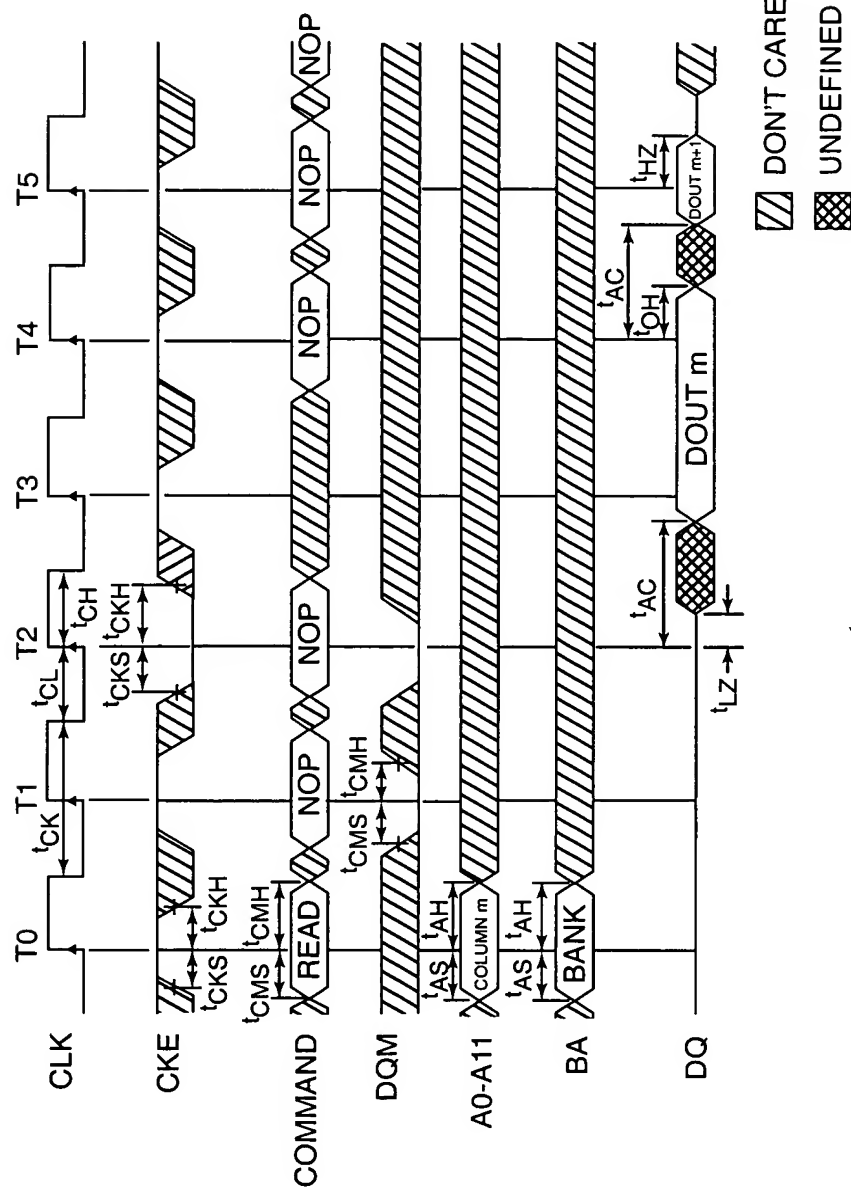 T0 T1 T2 T3 T4 T5
CLK
tCK tCL tCH
CKE
tCKS tCKH tCKS tCKH
tCMS tCMH
COMMAND
READ NOP NOP NOP NOP NOP
DQM
tCMS tCMH
A0-A11
tAS tAH
COLUMN m
BA
tAS tAH
BANK
DQ
tLZ tAC tAC tOH tHZ
DOUT m DOUT m+1
DON'T CARE
UNDEFINED